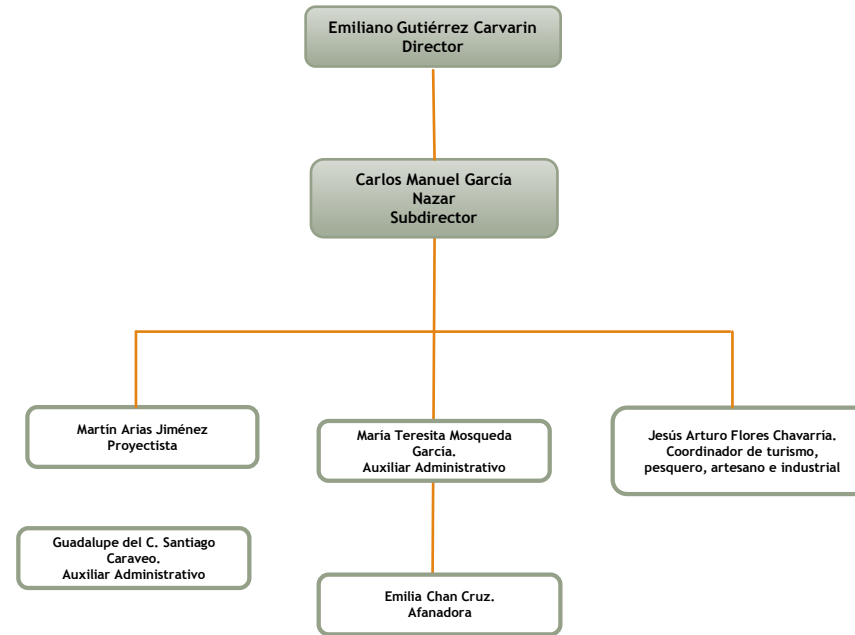 Emiliano Gutiérrez Carvarin
Director
Carlos Manuel García
Nazar
Subdirector
Martín Arias Jiménez
Proyectista
María Teresita Mosqueda
García.
Auxiliar Administrativo
Jesús Arturo Flores Chavarría.
Coordinador de turismo,
pesquero, artesano e industrial
Guadalupe del C. Santiago
Caraveo.
Auxiliar Administrativo
Emilia Chan Cruz.
Afanadora